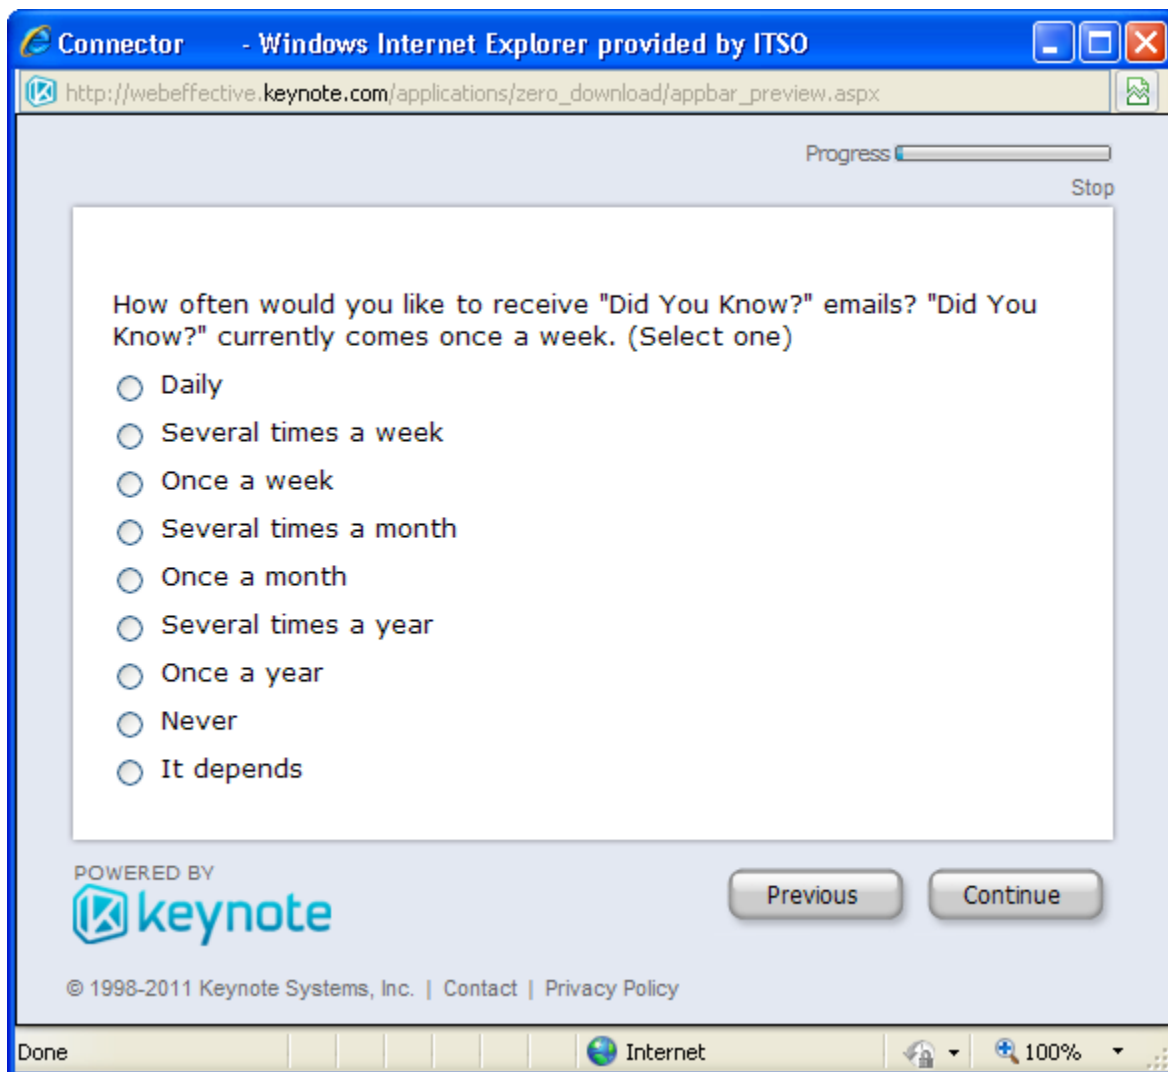 Connector - Windows Internet Explorer provided by ITSO
http://webeffective.keynote.com/applications/zero_download/appbar_preview.aspx
Progress
Stop
How often would you like to receive "Did You Know?" emails? "Did You
Know?" currently comes once a week. (Select one)
Daily
Several times a week
Once a week
Several times a month
Once a month
Several times a year
Once a year
Never
It depends
POWERED BY
keynote
Previous Continue
© 1998-2011 Keynote Systems, Inc. | Contact | Privacy Policy
Done Internet 100%